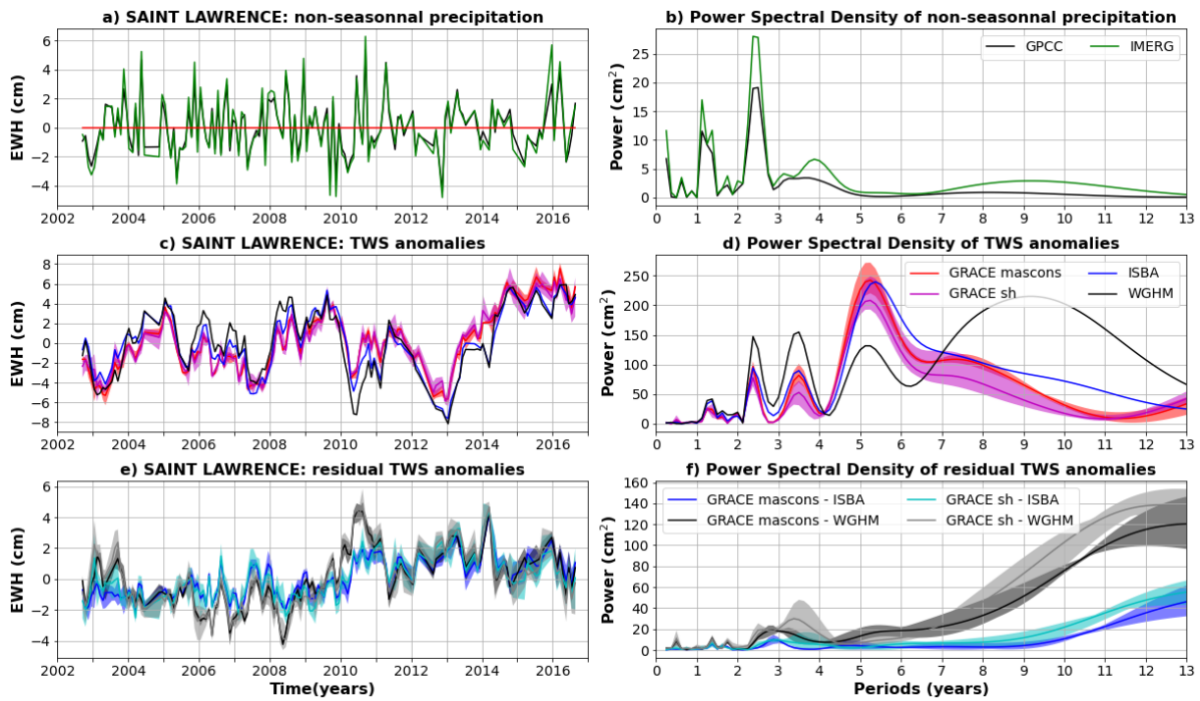 a) SAINT LAWRENCE: non-seasonnal precipitation
EWH (cm)
6
4
2
0
−2
−4
2002 2004 2006 2008 2010 2012 2014 2016
b) Power Spectral Density of non-seasonnal precipitation
GPCC IMERG
Power (cm²)
25
20
15
10
5
0
0 1 2 3 4 5 6 7 8 9 10 11 12 13
c) SAINT LAWRENCE: TWS anomalies
EWH (cm)
8
6
4
2
0
−2
−4
−6
−8
2002 2004 2006 2008 2010 2012 2014 2016
d) Power Spectral Density of TWS anomalies
GRACE mascons ISBA
GRACE sh WGHM
Power (cm²)
250
200
150
100
50
0
0 1 2 3 4 5 6 7 8 9 10 11 12 13
e) SAINT LAWRENCE: residual TWS anomalies
EWH (cm)
6
4
2
0
−2
−4
2002 2004 2006 2008 2010 2012 2014 2016
Time(years)
f) Power Spectral Density of residual TWS anomalies
GRACE mascons - ISBA GRACE sh - ISBA
GRACE mascons - WGHM GRACE sh - WGHM
Power (cm²)
160
140
120
100
80
60
40
20
0
0 1 2 3 4 5 6 7 8 9 10 11 12 13
Periods (years)